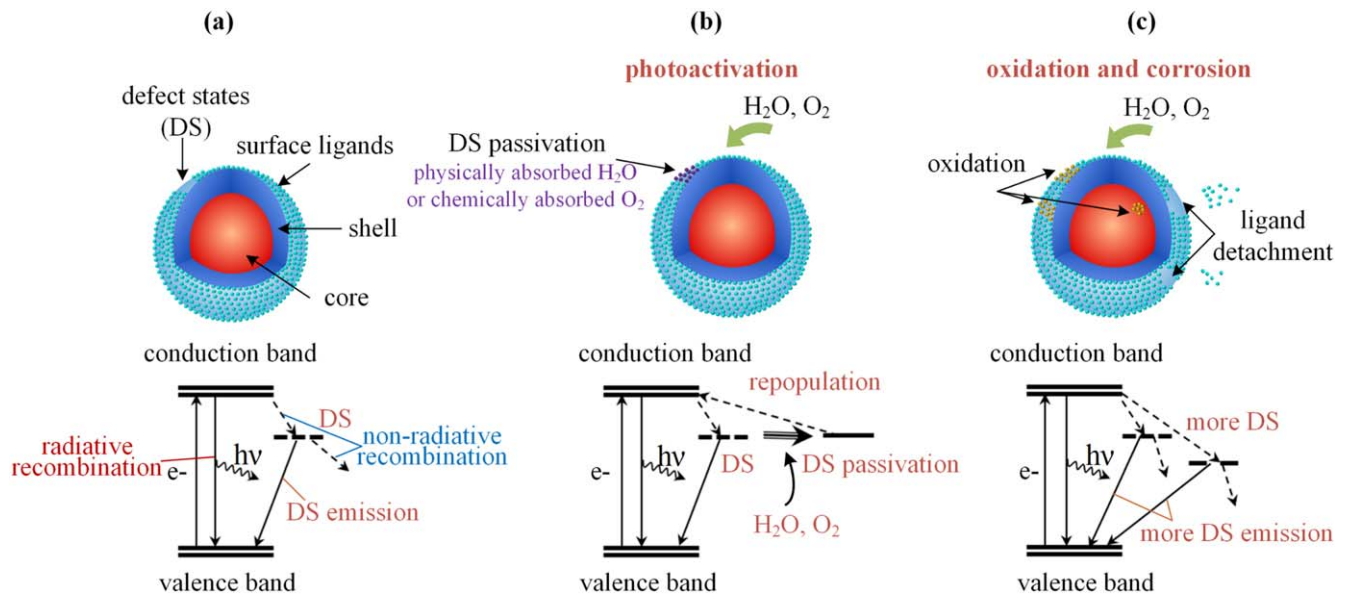 (a)
defect states
(DS)
surface ligands
shell
core
conduction band
DS
radiative
recombination
non-radiative
recombination
e-
hν
DS emission
valence band
(b)
photoactivation
H₂O, O₂
DS passivation
physically absorbed H₂O
or chemically absorbed O₂
conduction band
repopulation
e-
hν
DS
DS passivation
H₂O, O₂
valence band
(c)
oxidation and corrosion
H₂O, O₂
oxidation
ligand
detachment
conduction band
more DS
e-
hν
more DS emission
valence band